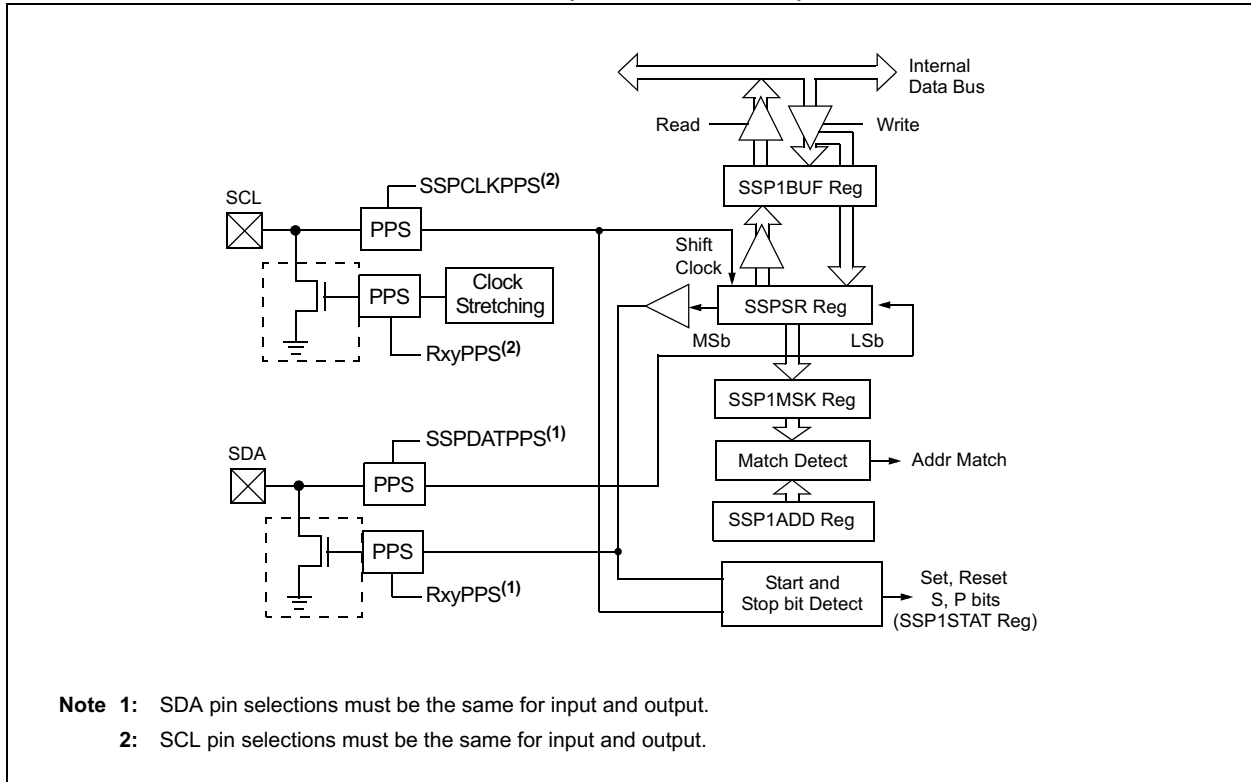 Internal
Data Bus
Read
Write
SSP1BUF Reg
SSPCLKPPS(2)
SCL
PPS
Shift
Clock
PPS
Clock
Stretching
SSPSR Reg
MSb
LSb
RxyPPS(2)
SSP1MSK Reg
SSPDATPPS(1)
SDA
Match Detect
Addr Match
PPS
SSP1ADD Reg
PPS
Start and
Stop bit Detect
Set, Reset
S, P bits
(SSP1STAT Reg)
RxyPPS(1)
Note 1: SDA pin selections must be the same for input and output.
2: SCL pin selections must be the same for input and output.